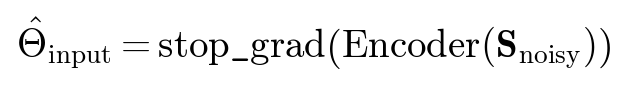 Θ̂_input = stop_grad(Encoder(S_noisy))